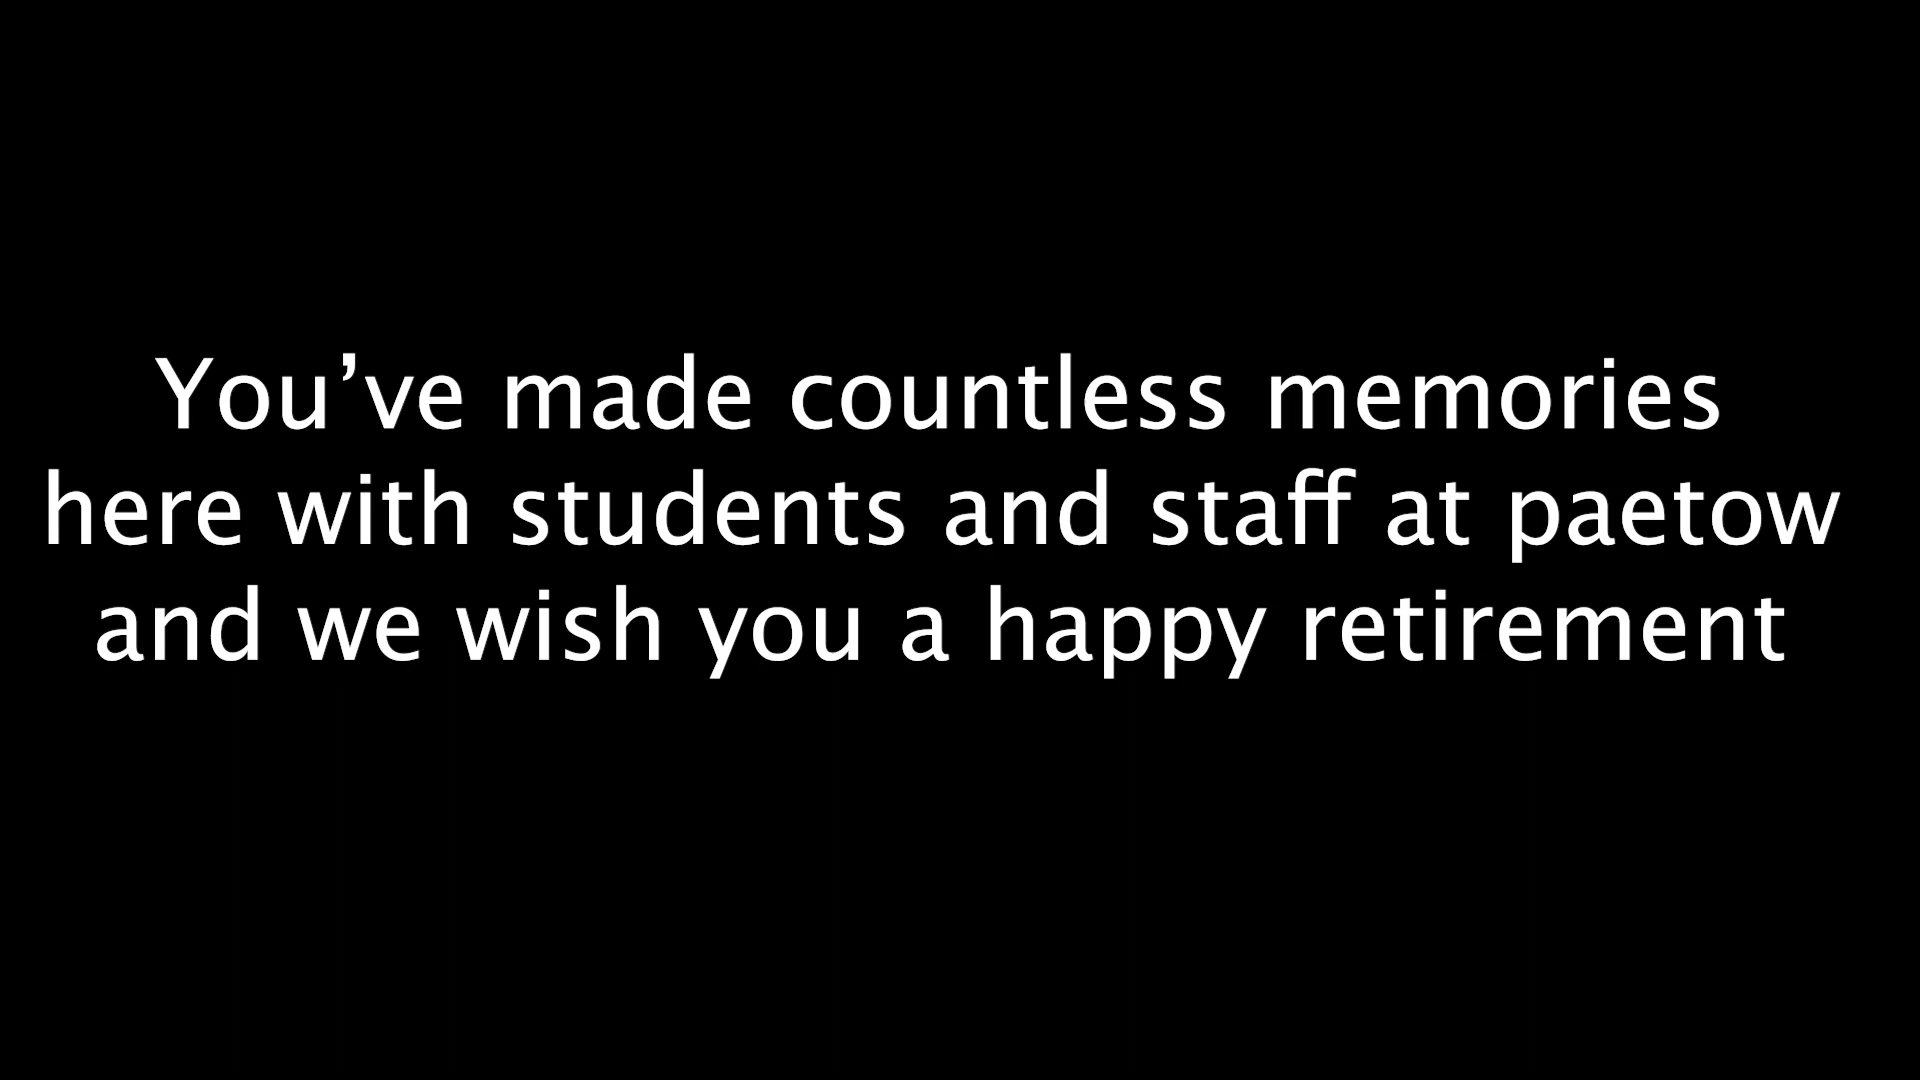 You’ve made countless memories
here with students and staff at paetow
and we wish you a happy retirement